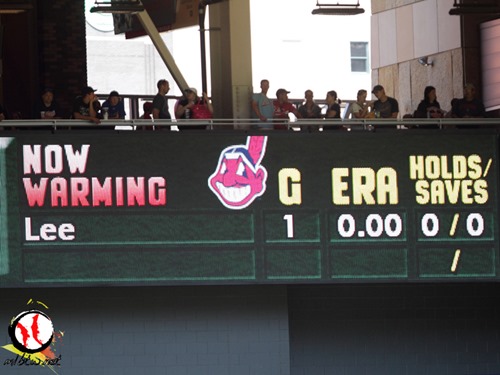 NOW
WARMING
G
ERA
HOLDS/
SAVES
Lee
1
0.00
0 / 0
/